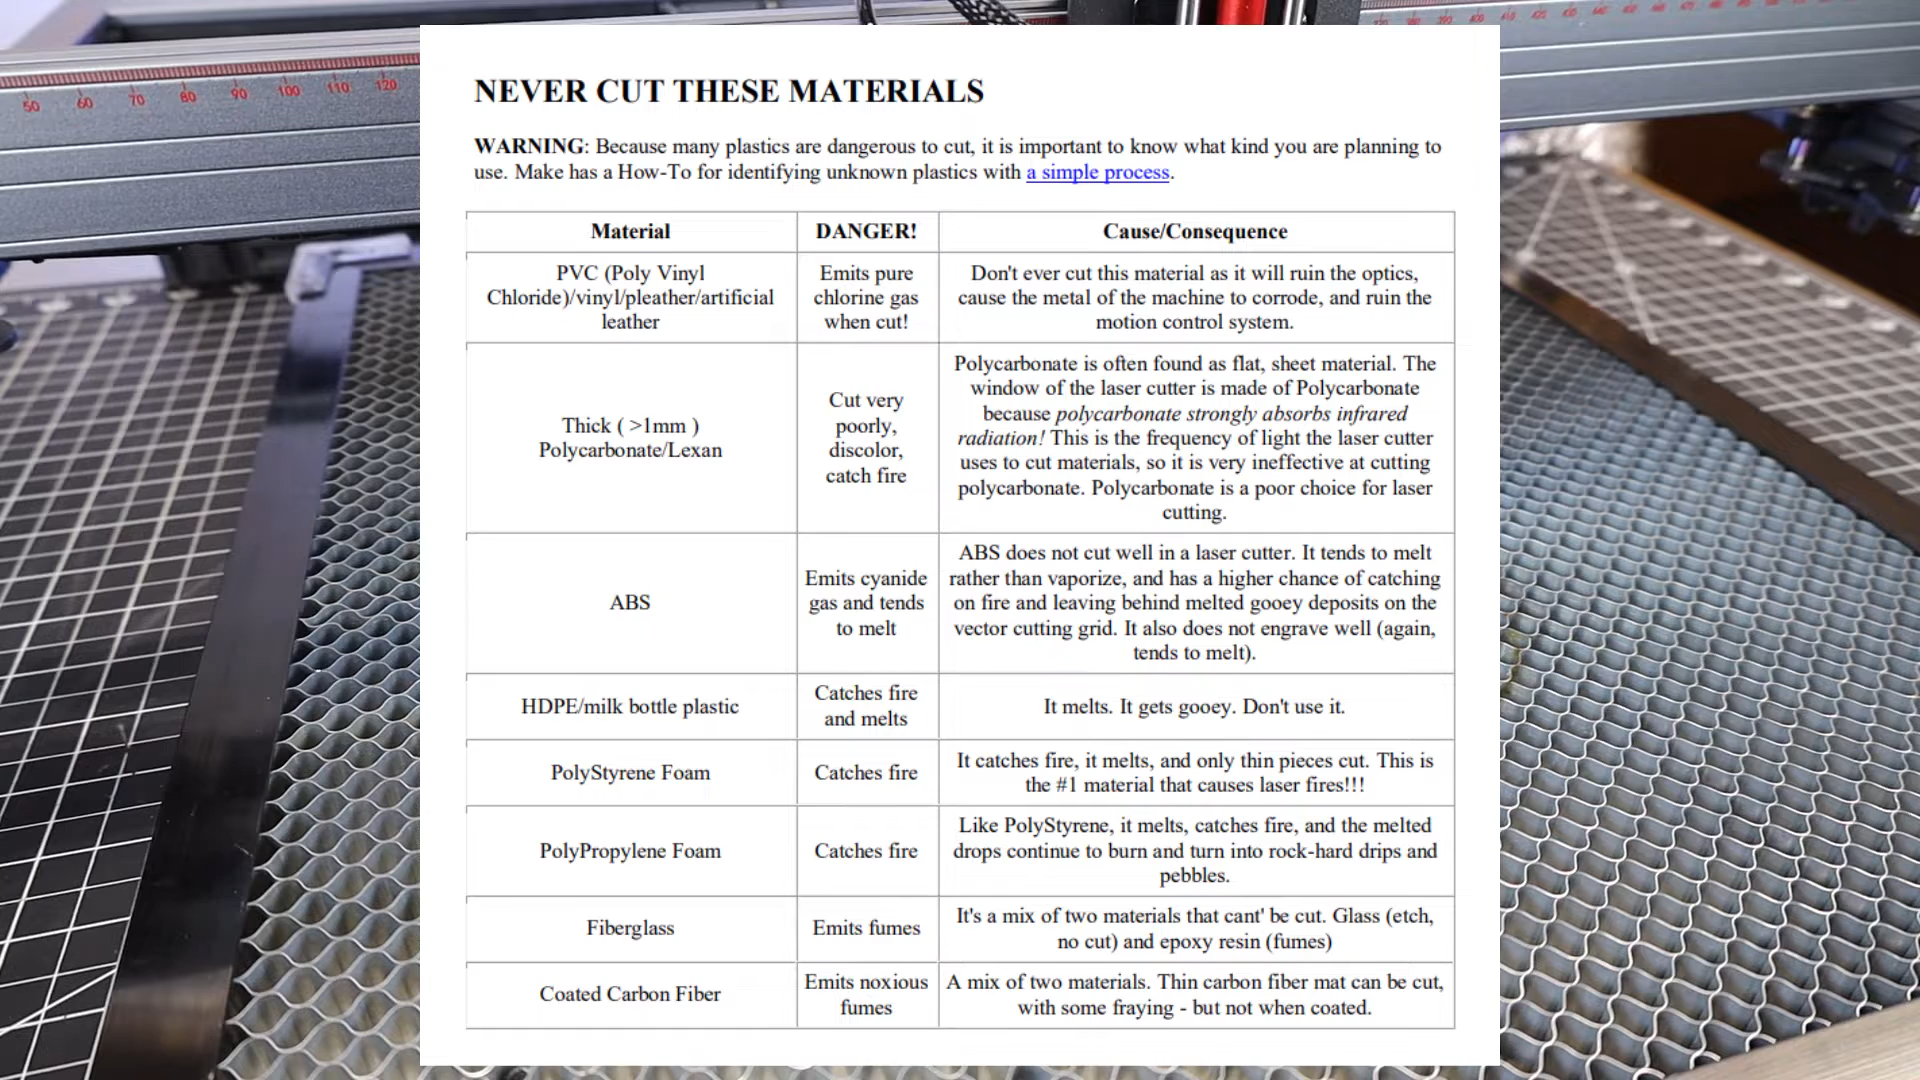 50 60 70 80 90 100 110 120
NEVER CUT THESE MATERIALS
WARNING: Because many plastics are dangerous to cut, it is important to know what kind you are planning to
use. Make has a How-To for identifying unknown plastics with a simple process.
Material
DANGER!
Cause/Consequence
PVC (Poly Vinyl
Chloride)/vinyl/pleather/artificial
leather
Emits pure
chlorine gas
when cut!
Don't ever cut this material as it will ruin the optics,
cause the metal of the machine to corrode, and ruin the
motion control system.
Thick ( >1mm )
Polycarbonate/Lexan
Cut very
poorly,
discolor,
catch fire
Polycarbonate is often found as flat, sheet material. The
window of the laser cutter is made of Polycarbonate
because polycarbonate strongly absorbs infrared
radiation! This is the frequency of light the laser cutter
uses to cut materials, so it is very ineffective at cutting
polycarbonate. Polycarbonate is a poor choice for laser
cutting.
ABS
Emits cyanide
gas and tends
to melt
ABS does not cut well in a laser cutter. It tends to melt
rather than vaporize, and has a higher chance of catching
on fire and leaving behind melted gooey deposits on the
vector cutting grid. It also does not engrave well (again,
tends to melt).
HDPE/milk bottle plastic
Catches fire
and melts
It melts. It gets gooey. Don't use it.
PolyStyrene Foam
Catches fire
It catches fire, it melts, and only thin pieces cut. This is
the #1 material that causes laser fires!!!
PolyPropylene Foam
Catches fire
Like PolyStyrene, it melts, catches fire, and the melted
drops continue to burn and turn into rock-hard drips and
pebbles.
Fiberglass
Emits fumes
It's a mix of two materials that cant' be cut. Glass (etch,
no cut) and epoxy resin (fumes)
Coated Carbon Fiber
Emits noxious
fumes
A mix of two materials. Thin carbon fiber mat can be cut,
with some fraying - but not when coated.